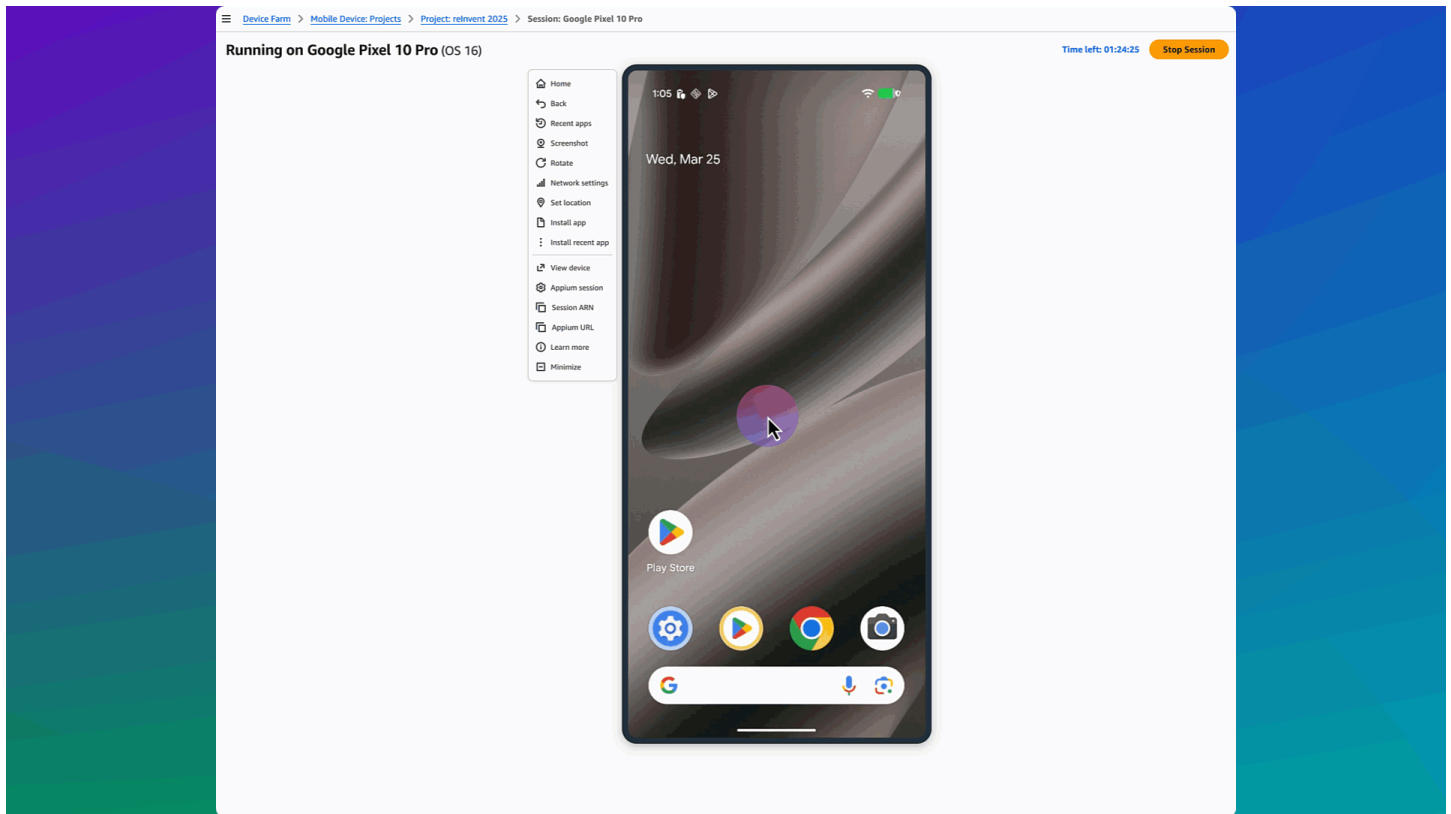 Device Farm > Mobile Device: Projects > Project: reInvent 2025 > Session: Google Pixel 10 Pro
Running on Google Pixel 10 Pro (OS 16)
Time left: 01:24:25
Stop Session
Home
Back
Recent apps
Screenshot
Rotate
Network settings
Set location
Install app
Install recent app
View device
Appium session
Session ARN
Appium URL
Learn more
Minimize
1:05
Wed, Mar 25
Play Store